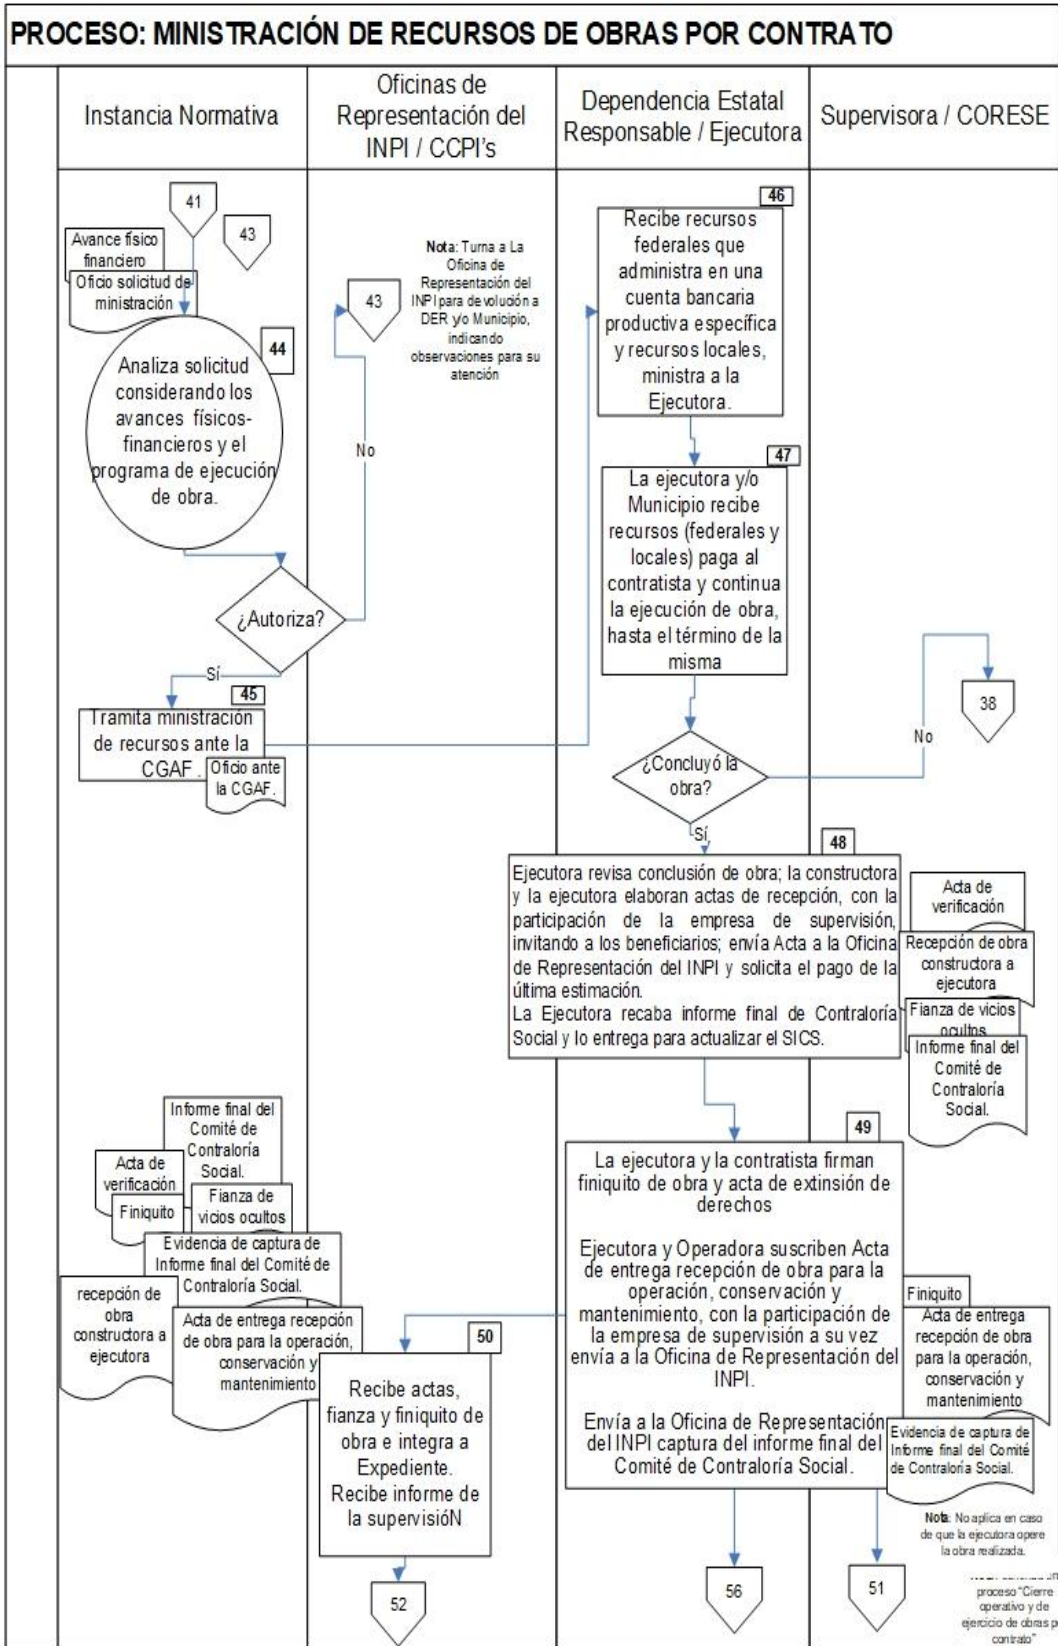 PROCESO: MINISTRACIÓN DE RECURSOS DE OBRAS POR CONTRATO
Instancia Normativa
Oficinas de
Representación del
INPI / CCPI's
Dependencia Estatal
Responsable / Ejecutora
Supervisora / CORESE
41
43
Avance físico
financiero
Oficio solicitud de
ministración
44
Analiza solicitud
considerando los
avances físicos-
financieros y el
programa de ejecución
de obra.
¿Autoriza?
No
Sí
43
Nota: Turna a La
Oficina de
Representación del
INPI para devolución a
DER y/o Municipio,
indicando
observaciones para su
atención
45
Tramita ministración
de recursos ante la
CGAF .
Oficio ante
la CGAF.
46
Recibe recursos
federales que
administra en una
cuenta bancaria
productiva específica
y recursos locales,
ministra a la
Ejecutora.
47
La ejecutora y/o
Municipio recibe
recursos (federales y
locales) paga al
contratista y continua
la ejecución de obra,
hasta el término de la
misma
¿Concluyó la
obra?
No
38
Sí
48
Ejecutora revisa conclusión de obra; la constructora
y la ejecutora elaboran actas de recepción, con la
participación de la empresa de supervisión,
invitando a los beneficiarios; envía Acta a la Oficina
de Representación del INPI y solicita el pago de la
última estimación.
La Ejecutora recaba informe final de Contraloría
Social y lo entrega para actualizar el SICS.
Acta de
verificación
Recepción de obra
constructora a
ejecutora
Fianza de vicios
ocultos
Informe final del
Comité de
Contraloría
Social.
49
La ejecutora y la contratista firman
finiquito de obra y acta de extinsión de
derechos
Ejecutora y Operadora suscriben Acta
de entrega recepción de obra para la
operación, conservación y
mantenimiento, con la participación de
la empresa de supervisión a su vez
envía a la Oficina de Representación del
INPI.
Envía a la Oficina de Representación
del INPI captura del informe final del
Comité de Contraloría Social.
Finiquito
Acta de entrega
recepción de obra
para la operación,
conservación y
mantenimiento
Evidencia de captura de
Informe final del Comité
de Contraloría Social.
Informe final del
Comité de
Contraloría
Social.
Acta de
verificación
Finiquito
Fianza de
vicios ocultos
Evidencia de captura de
Informe final del Comité de
Contraloría Social.
recepción de
obra
constructora a
ejecutora
Acta de entrega recepción
de obra para la operación,
conservación y
mantenimiento
50
Recibe actas,
fianza y finiquito de
obra e integra a
Expediente.
Recibe informe de
la supervisióN
52
56
51
Nota: No aplica en caso
de que la ejecutora opere
la obra realizada.
proceso "Cierre
operativo y de
ejercicio de obras p
contrato"